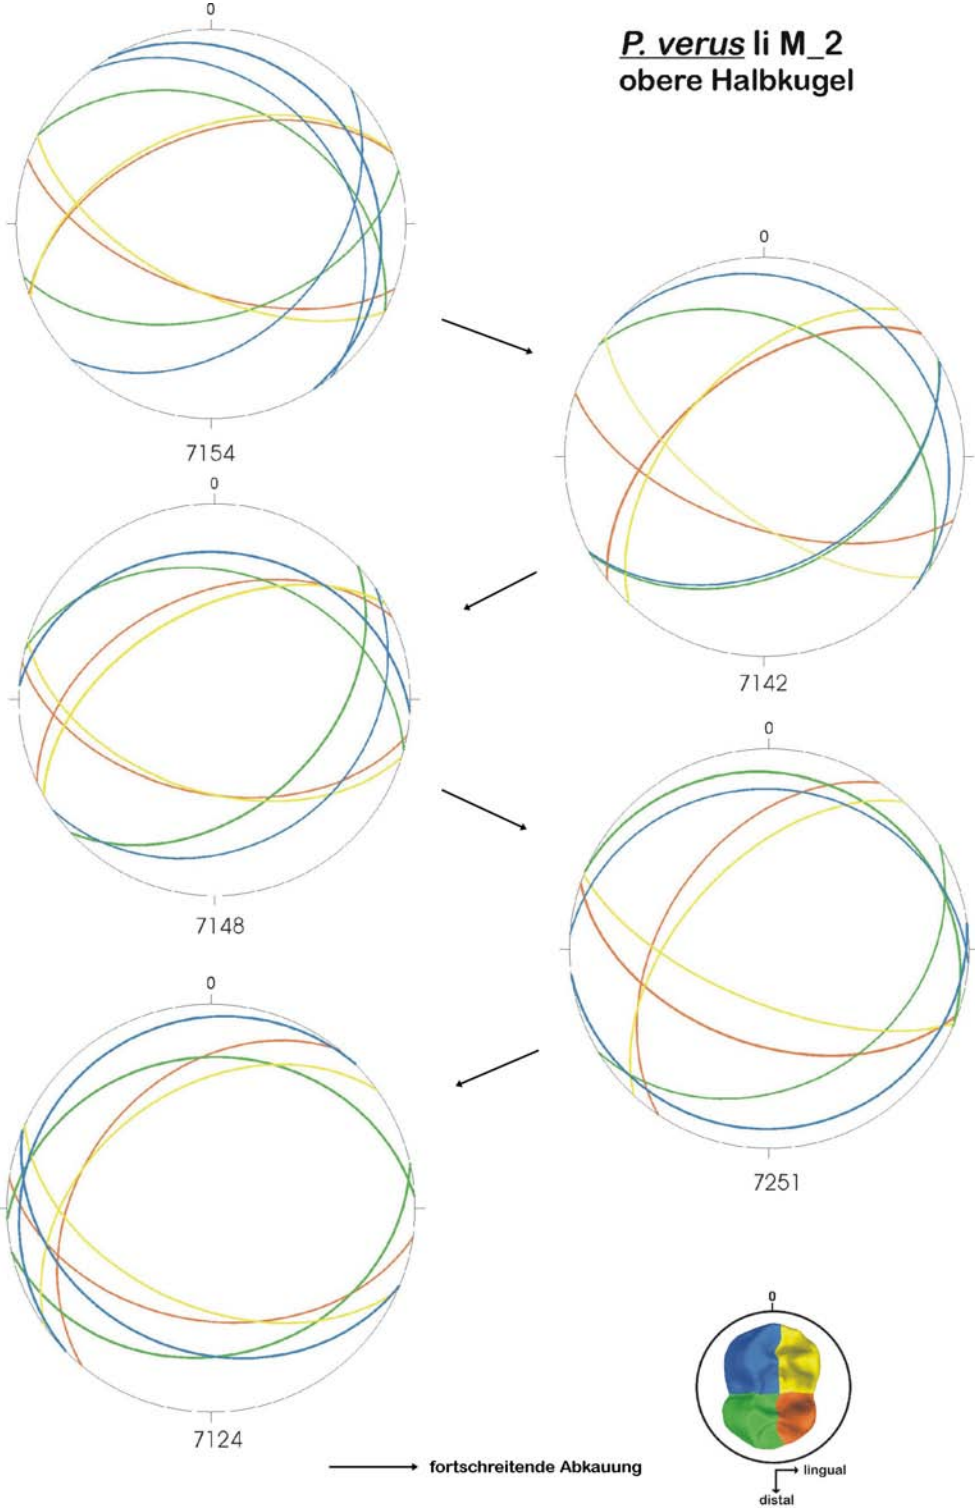 P. verus li M_2
obere Halbkugel
0
7154
0
7142
0
7148
0
7251
0
7124
0
lingual
distal
fortschreitende Abkauung